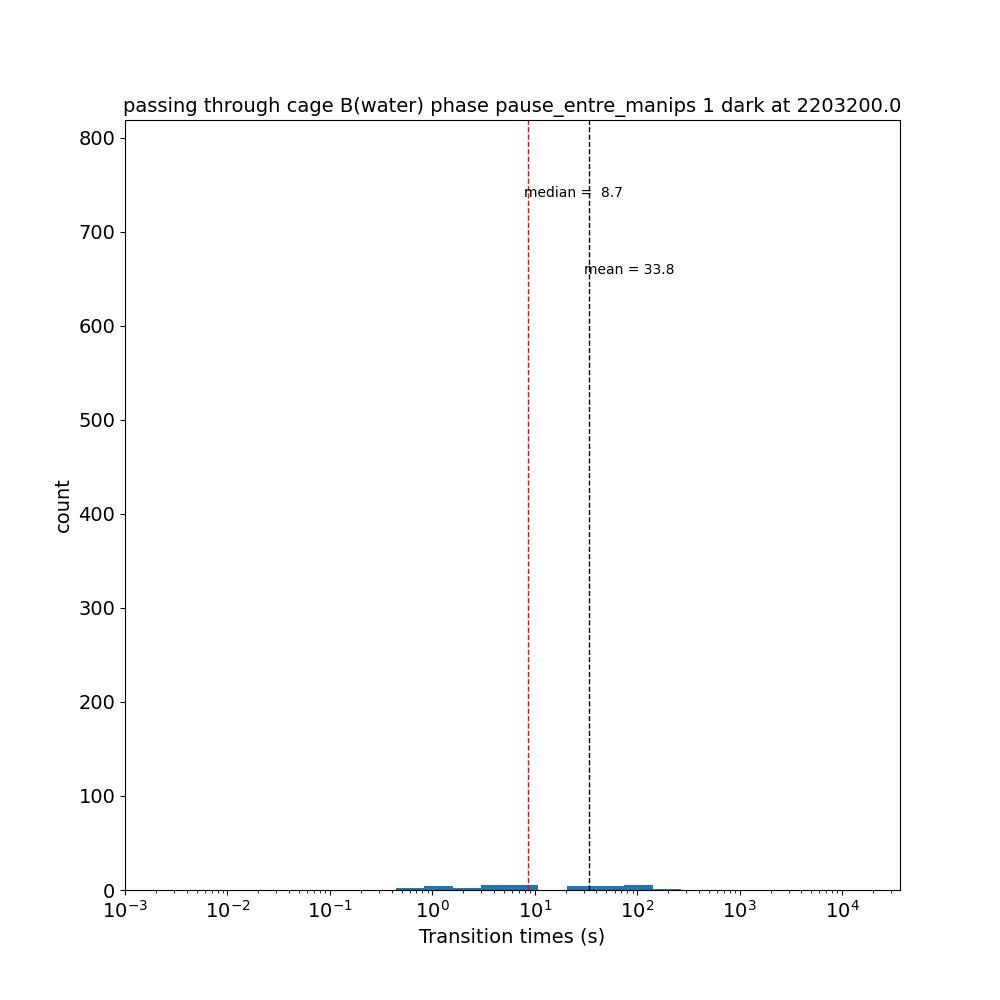 passing through cage B(water) phase pause_entre_manips 1 dark at 2203200.0
800
median =  8.7
700
mean = 33.8
600
500
400
300
200
100
0
count
10⁻³ 10⁻² 10⁻¹ 10⁰ 10¹ 10² 10³ 10⁴
Transition times (s)